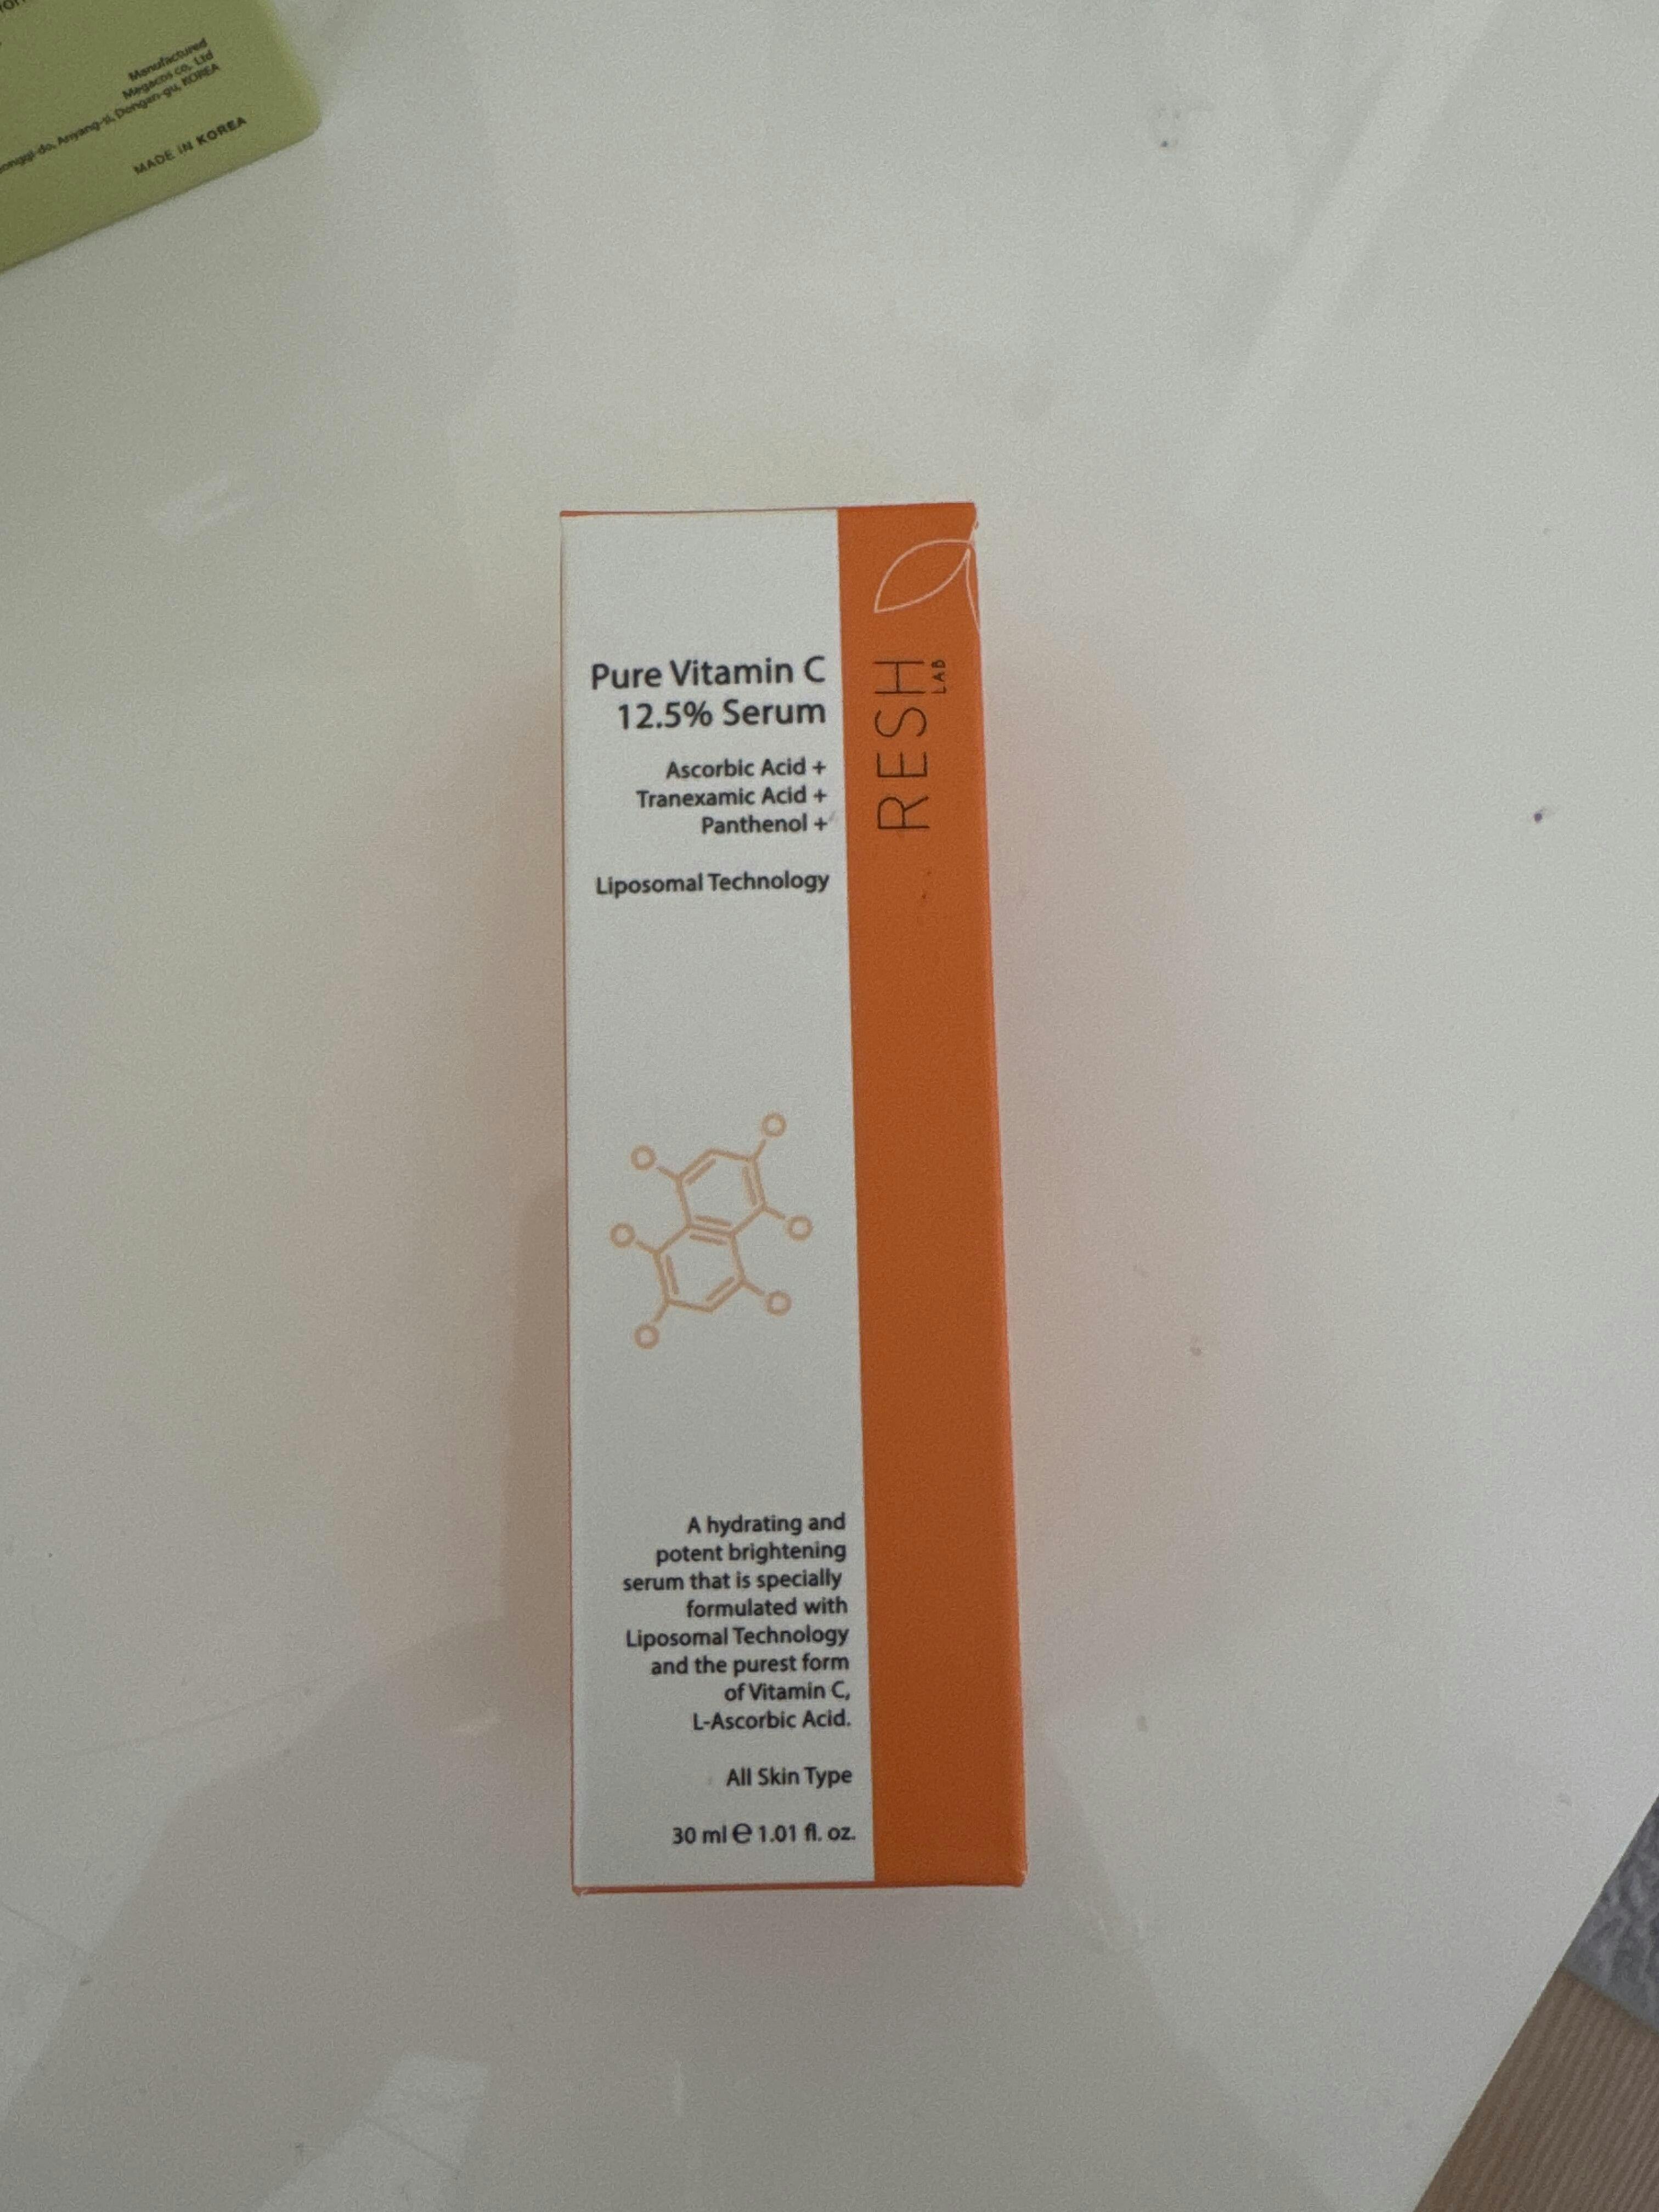 Manufactured
Megacos co, Ltd
Anyang-si, Dongan-gu, KOREA
MADE IN KOREA
Pure Vitamin C
12.5% Serum
Ascorbic Acid +
Tranexamic Acid +
Panthenol +
Liposomal Technology
RESH
LAB
A hydrating and
potent brightening
serum that is specially
formulated with
Liposomal Technology
and the purest form
of Vitamin C,
L-Ascorbic Acid.
All Skin Type
30 ml ℮ 1.01 fl. oz.